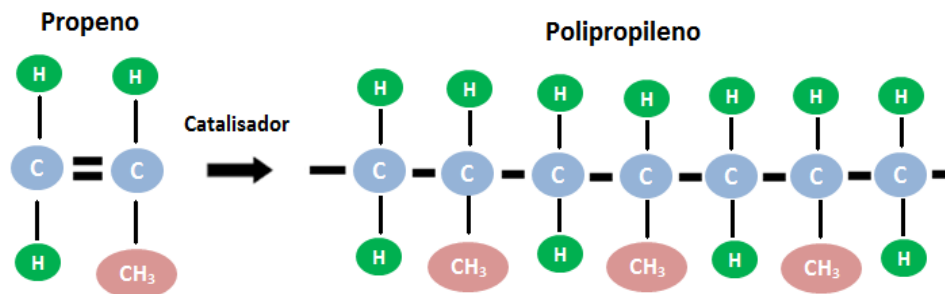 Propeno
Polipropileno
H H
H H H H H H H
Catalisador
C C
C C C C C C C
H CH₃
H CH₃ H CH₃ H CH₃ H